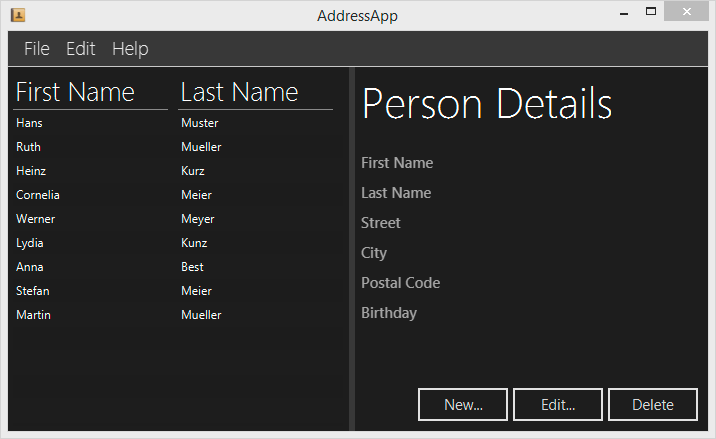 AddressApp
File Edit Help
First Name Last Name
Hans Muster
Ruth Mueller
Heinz Kurz
Cornelia Meier
Werner Meyer
Lydia Kunz
Anna Best
Stefan Meier
Martin Mueller
Person Details
First Name
Last Name
Street
City
Postal Code
Birthday
New... Edit... Delete